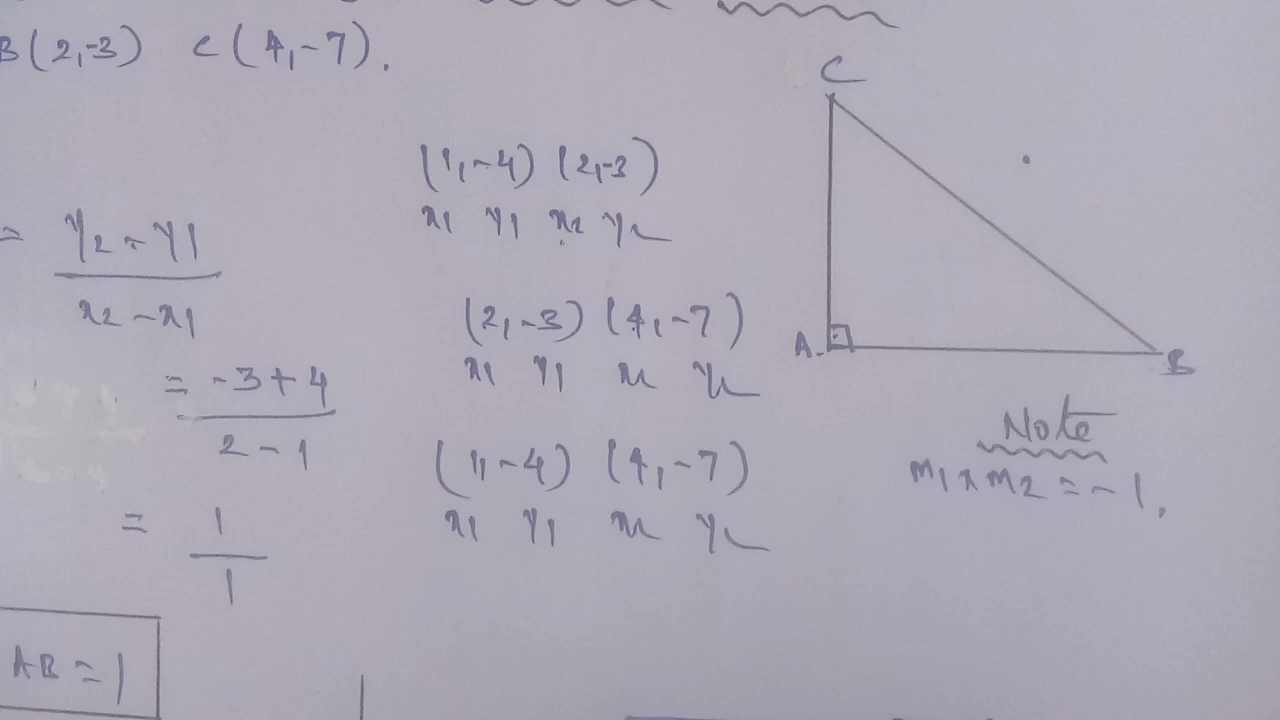 B(2,-3) C(4,-7).
(1,-4) (2,-3)
x1 y1 x2 y2
= y2-y1
x2-x1
(2,-3) (4,-7)
x1 y1 x2 y2
= -3+4
2-1
(1,-4) (4,-7)
x1 y1 x2 y2
= 1
1
AB = 1
C
A
B
Note
m1 x m2 = -1.